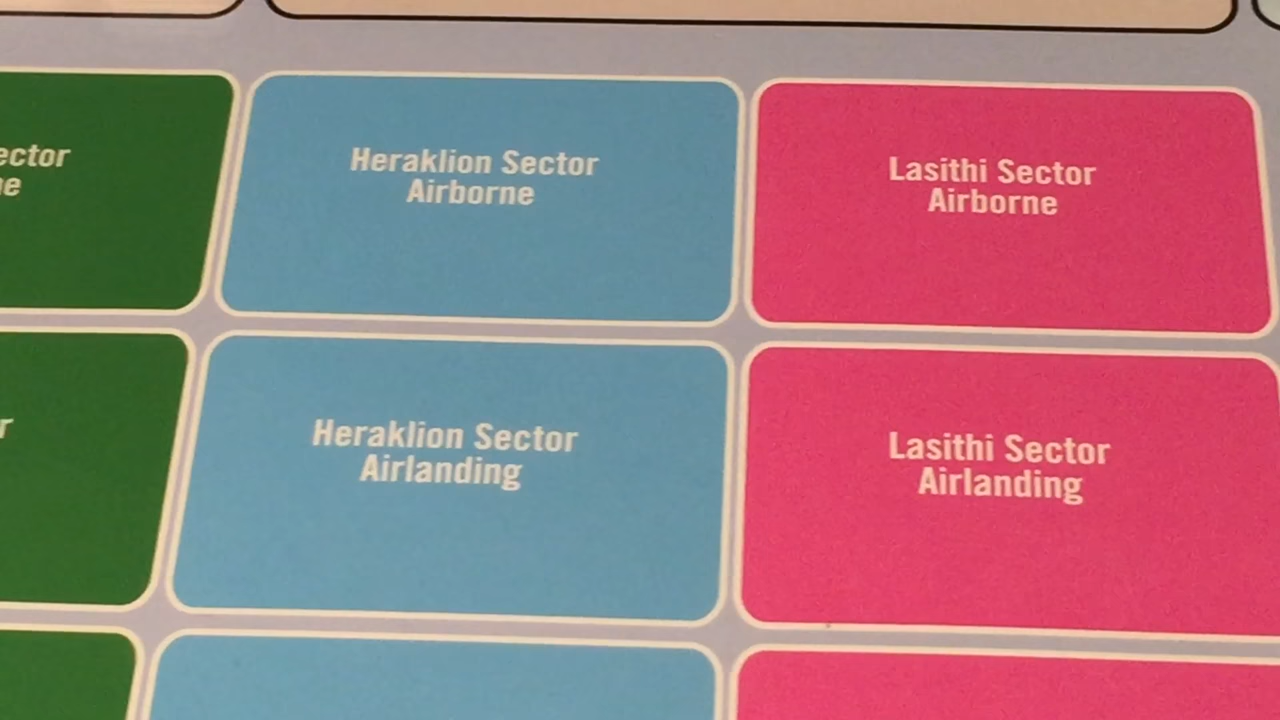 Heraklion Sector
Airborne
Lasithi Sector
Airborne
Heraklion Sector
Airlanding
Lasithi Sector
Airlanding